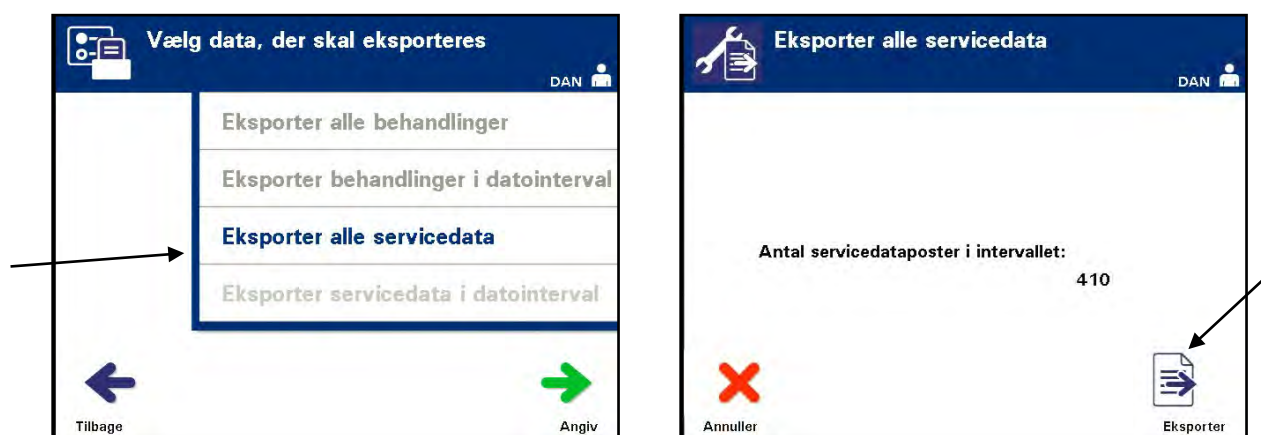 Vælg data, der skal eksporteres
DAN
Eksporter alle behandlinger
Eksporter behandlinger i datointerval
Eksporter alle servicedata
Eksporter servicedata i datointerval
Tilbage
Angiv
Eksporter alle servicedata
DAN
Antal servicedataposter i intervallet:
410
Annuller
Eksporter